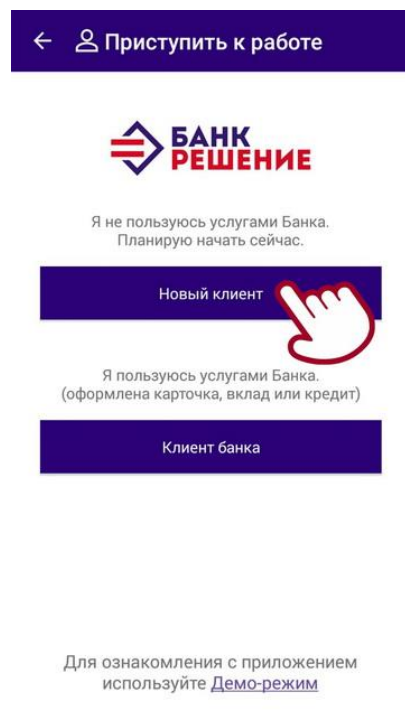 Приступить к работе
БАНК
РЕШЕНИЕ
Я не пользуюсь услугами Банка.
Планирую начать сейчас.
Новый клиент
Я пользуюсь услугами Банка.
(оформлена карточка, вклад или кредит)
Клиент банка
Для ознакомления с приложением
используйте Демо-режим